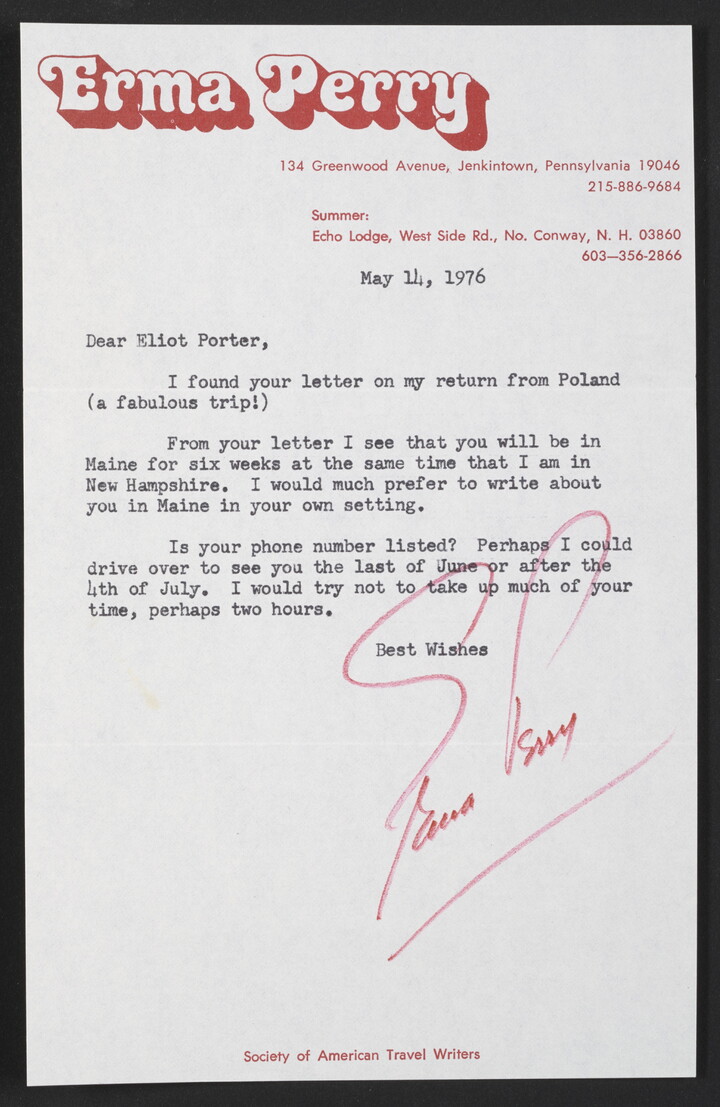 Erma Perry
134 Greenwood Avenue, Jenkintown, Pennsylvania 19046
215-886-9684
Summer:
Echo Lodge, West Side Rd., No. Conway, N. H. 03860
603—356-2866
May 14, 1976
Dear Eliot Porter,
I found your letter on my return from Poland
(a fabulous trip!)
From your letter I see that you will be in
Maine for six weeks at the same time that I am in
New Hampshire. I would much prefer to write about
you in Maine in your own setting.
Is your phone number listed? Perhaps I could
drive over to see you the last of June or after the
4th of July. I would try not to take up much of your
time, perhaps two hours.
Best Wishes
Erma Perry
Society of American Travel Writers